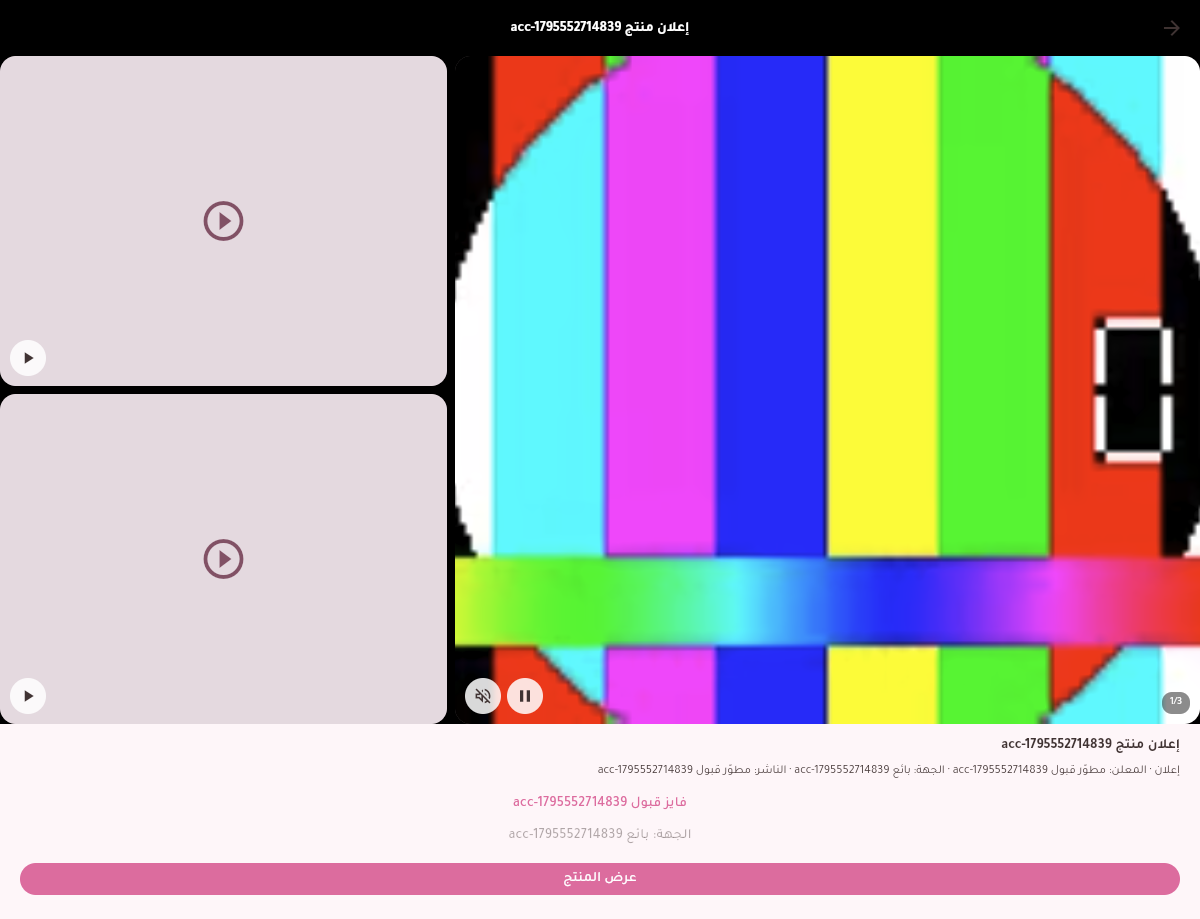 إعلان منتج acc-1795552714839
1/3
إعلان منتج acc-1795552714839
إعلان · المعلن: مطوّر قبول acc-1795552714839 · الجهة: بائع acc-1795552714839 · الناشر: مطوّر قبول acc-1795552714839
فايز قبول acc-1795552714839
الجهة: بائع acc-1795552714839
عرض المنتج